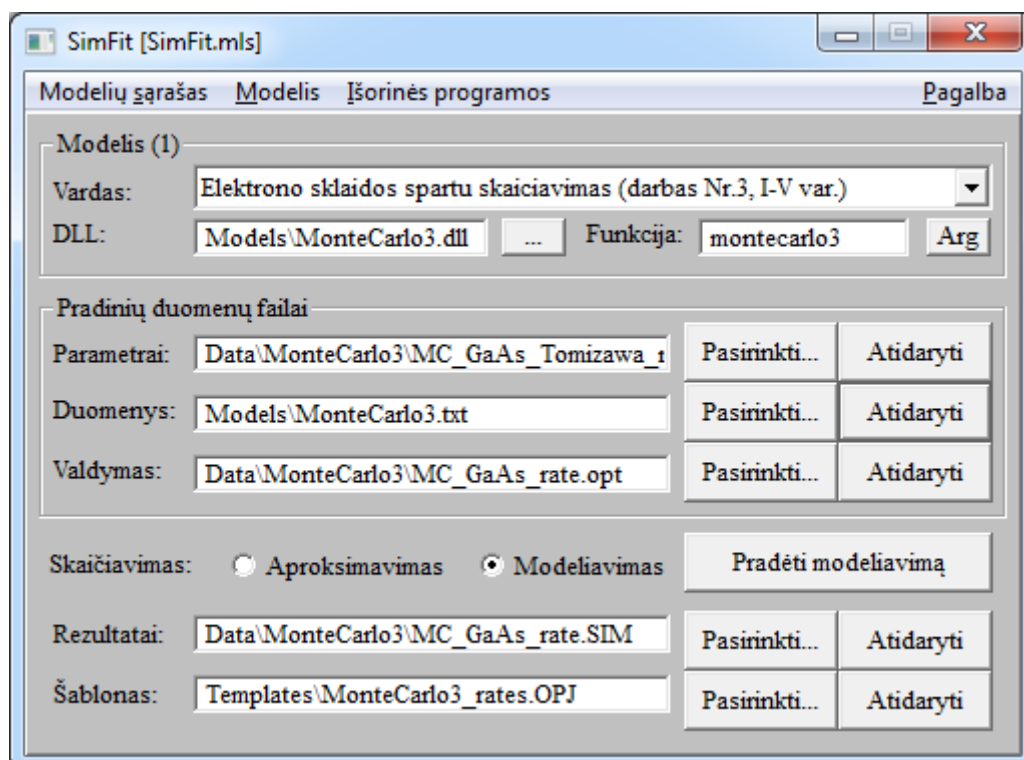 SimFit [SimFit.mls]
Modelių sąrašas Modelis Išorinės programos Pagalba
Modelis (1)
Vardas: Elektrono sklaidos spartu skaiciavimas (darbas Nr.3, I-V var.)
DLL: Models\MonteCarlo3.dll ... Funkcija: montecarlo3 Arg
Pradinių duomenų failai
Parametrai: Data\MonteCarlo3\MC_GaAs_Tomizawa_ Pasirinkti... Atidaryti
Duomenys: Models\MonteCarlo3.txt Pasirinkti... Atidaryti
Valdymas: Data\MonteCarlo3\MC_GaAs_rate.opt Pasirinkti... Atidaryti
Skaičiavimas: Aproksimavimas Modeliavimas Pradėti modeliavimą
Rezultatai: Data\MonteCarlo3\MC_GaAs_rate.SIM Pasirinkti... Atidaryti
Šablonas: Templates\MonteCarlo3_rates.OPJ Pasirinkti... Atidaryti